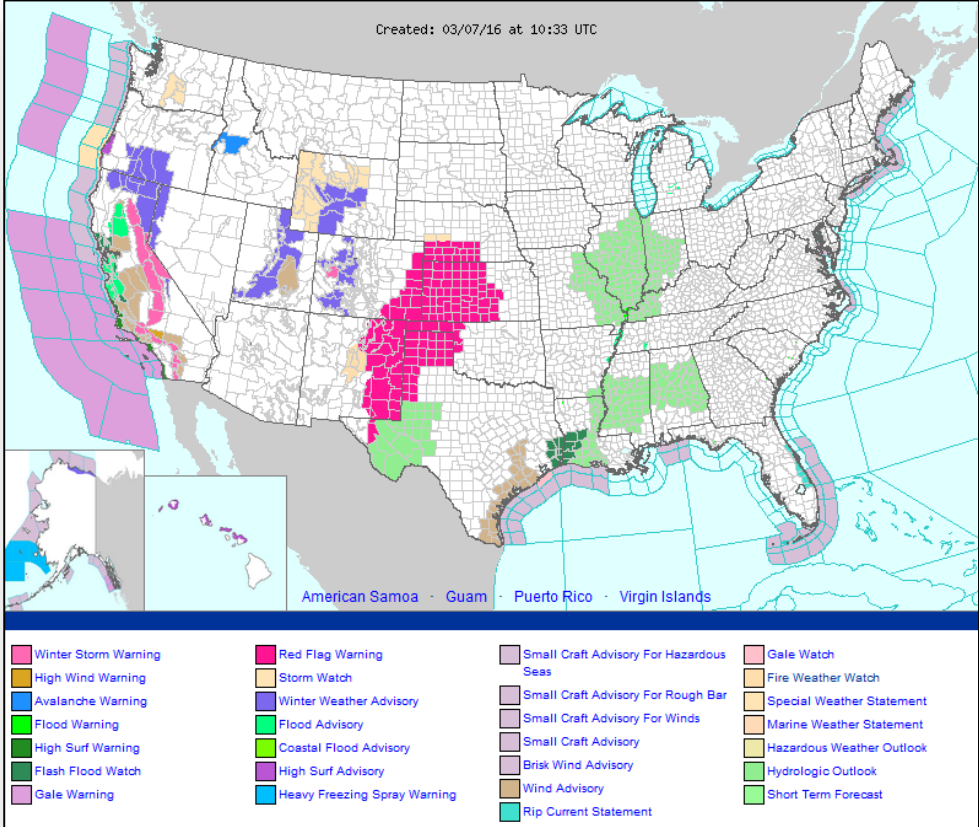 Created: 03/07/16 at 10:33 UTC
American Samoa · Guam · Puerto Rico · Virgin Islands
Winter Storm Warning
High Wind Warning
Avalanche Warning
Flood Warning
High Surf Warning
Flash Flood Watch
Gale Warning
Red Flag Warning
Storm Watch
Winter Weather Advisory
Flood Advisory
Coastal Flood Advisory
High Surf Advisory
Heavy Freezing Spray Warning
Small Craft Advisory For Hazardous
Seas
Small Craft Advisory For Rough Bar
Small Craft Advisory For Winds
Small Craft Advisory
Brisk Wind Advisory
Wind Advisory
Rip Current Statement
Gale Watch
Fire Weather Watch
Special Weather Statement
Marine Weather Statement
Hazardous Weather Outlook
Hydrologic Outlook
Short Term Forecast